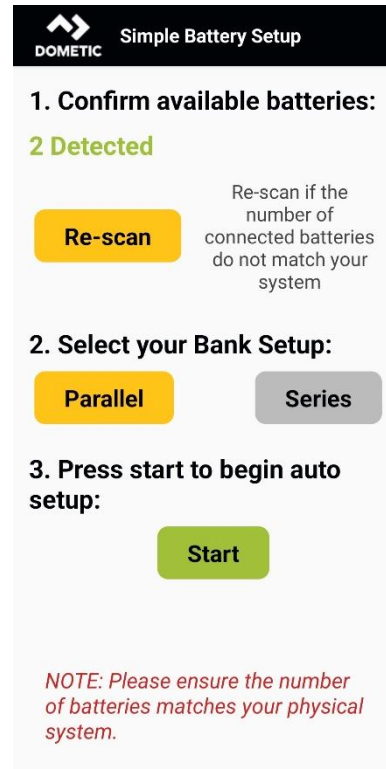 DOMETIC
Simple Battery Setup
1. Confirm available batteries:
2 Detected
Re-scan
Re-scan if the
number of
connected batteries
do not match your
system
2. Select your Bank Setup:
Parallel
Series
3. Press start to begin auto
setup:
Start
NOTE: Please ensure the number
of batteries matches your physical
system.